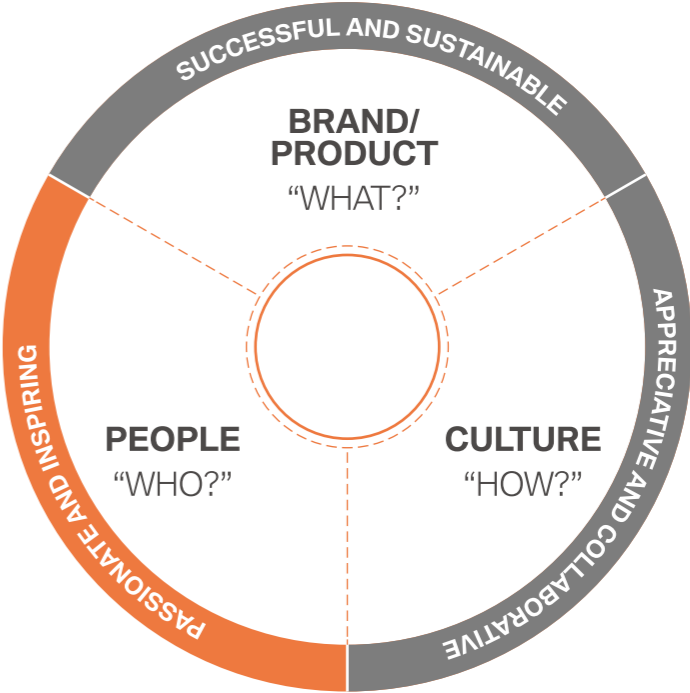 SUCCESSFUL AND SUSTAINABLE
BRAND/
PRODUCT
“WHAT?”
APPRECIATIVE AND COLLABORATIVE
PASSIONATE AND INSPIRING
PEOPLE
“WHO?”
CULTURE
“HOW?”